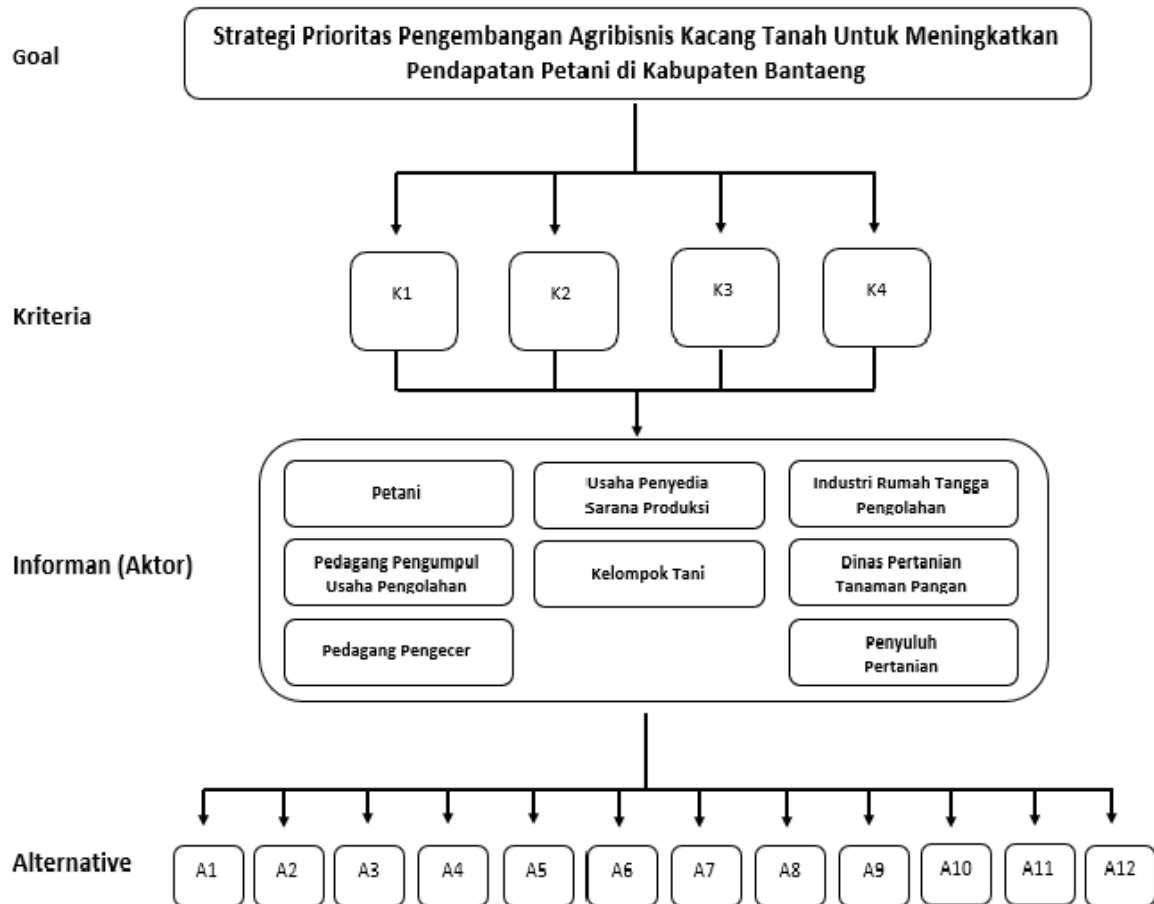 Goal
Strategi Prioritas Pengembangan Agribisnis Kacang Tanah Untuk Meningkatkan
Pendapatan Petani di Kabupaten Bantaeng
Kriteria
K1
K2
K3
K4
Informan (Aktor)
Petani
Usaha Penyedia
Sarana Produksi
Industri Rumah Tangga
Pengolahan
Pedagang Pengumpul
Usaha Pengolahan
Kelompok Tani
Dinas Pertanian
Tanaman Pangan
Pedagang Pengecer
Penyuluh
Pertanian
Alternative
A1
A2
A3
A4
A5
A6
A7
A8
A9
A10
A11
A12